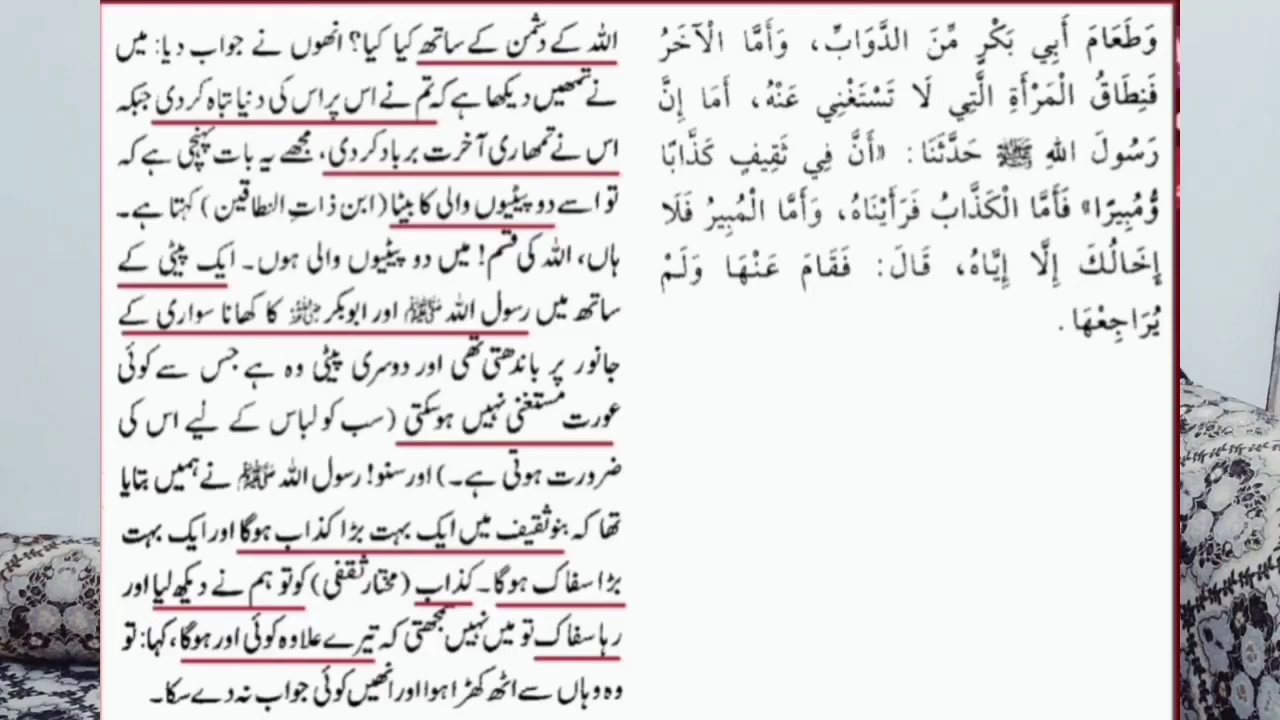 وَطَعَامَ أَبِي بَكْرٍ مِّنَ الدَّوَابِّ، وَأَمَّا الْآخَرُ
فَنِطَاقُ الْمَرْأَةِ الَّتِي لَا تَسْتَغْنِي عَنْهُ، أَمَا إِنَّ
رَسُولَ اللهِ ﷺ حَدَّثَنَا: «أَنَّ فِي ثَقِيفٍ كَذَّابًا
وَّمُبِيرًا» فَأَمَّا الْكَذَّابُ فَرَأَيْنَاهُ، وَأَمَّا الْمُبِيرُ فَلَا
إِخَالُكَ إِلَّا إِيَّاهُ، قَالَ: فَقَامَ عَنْهَا وَلَمْ
يُرَاجِعْهَا.
اللہ کے دشمن کے ساتھ کیا کیا؟ انھوں نے جواب دیا: میں
نے تمھیں دیکھا ہے کہ تم نے اس پر اس کی دنیا تباہ کر دی جبکہ
اس نے تمھاری آخرت برباد کر دی، مجھے یہ بات پہنچی ہے کہ
تو اسے دو پیٹیوں والی کا بیٹا (ابن ذاتِ النطاقین) کہتا ہے۔
ہاں، اللہ کی قسم! میں دو پیٹیوں والی ہوں۔ ایک پیٹی کے
ساتھ میں رسول اللہ ﷺ اور ابوبکر رضی اللہ عنہ کا کھانا سواری کے
جانور پر باندھتی تھی اور دوسری پیٹی وہ ہے جس سے کوئی
عورت مستغنی نہیں ہو سکتی (سب کو لباس کے لیے اس کی
ضرورت ہوتی ہے۔) اور سنو! رسول اللہ ﷺ نے ہمیں بتایا
تھا کہ بنو ثقیف میں ایک بہت بڑا کذاب ہوگا اور ایک بہت
بڑا سفاک ہوگا۔ کذاب (مختار ثقفی) کو تو ہم نے دیکھ لیا اور
رہا سفاک تو میں نہیں سمجھتی کہ تیرے علاوہ کوئی اور ہوگا، کہا: تو
وہ وہاں سے اٹھ کھڑا ہوا اور انھیں کوئی جواب نہ دے سکا۔